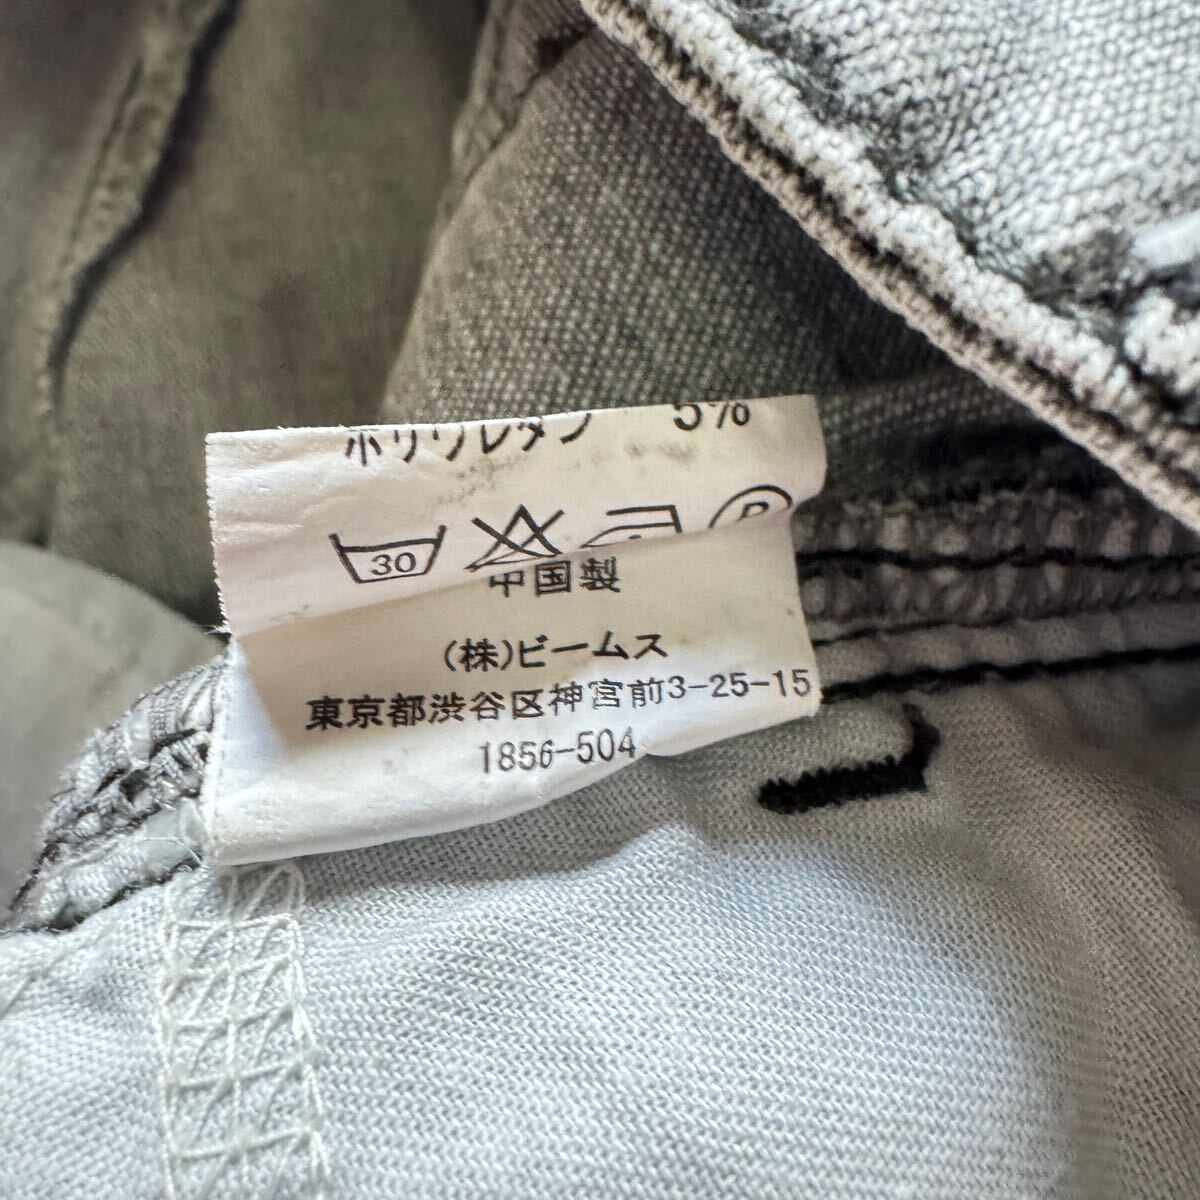 ポリウレタン 5%
30 P
中国製
(株)ビームス
東京都渋谷区神宮前3-25-15
1856-504